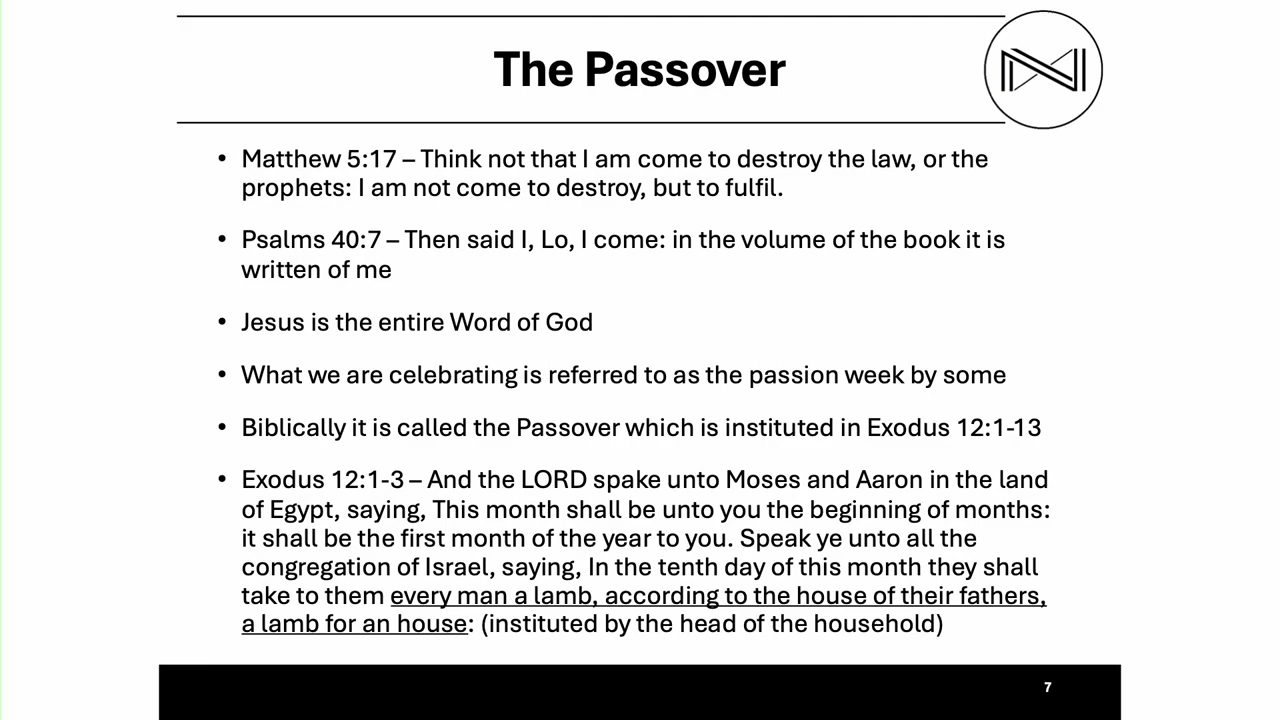 The Passover
• Matthew 5:17 – Think not that I am come to destroy the law, or the
prophets: I am not come to destroy, but to fulfil.
• Psalms 40:7 – Then said I, Lo, I come: in the volume of the book it is
written of me
• Jesus is the entire Word of God
• What we are celebrating is referred to as the passion week by some
• Biblically it is called the Passover which is instituted in Exodus 12:1-13
• Exodus 12:1-3 – And the LORD spake unto Moses and Aaron in the land
of Egypt, saying, This month shall be unto you the beginning of months:
it shall be the first month of the year to you. Speak ye unto all the
congregation of Israel, saying, In the tenth day of this month they shall
take to them every man a lamb, according to the house of their fathers,
a lamb for an house: (instituted by the head of the household)
7